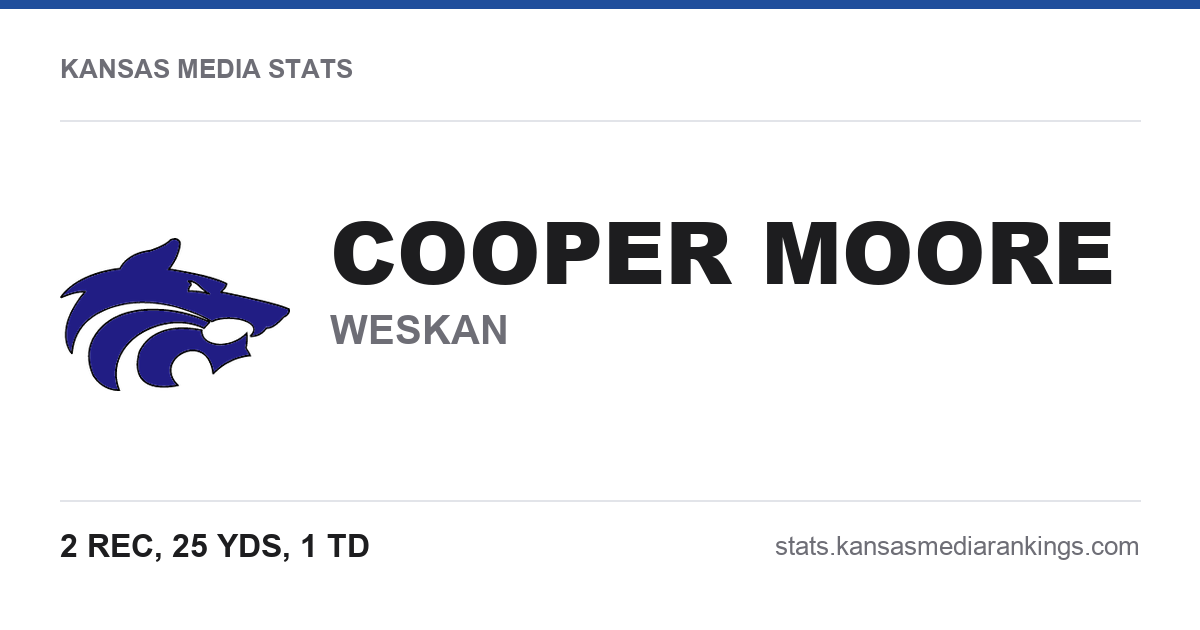 KANSAS MEDIA STATS
COOPER MOORE
WESKAN
2 REC, 25 YDS, 1 TD
stats.kansasmediarankings.com